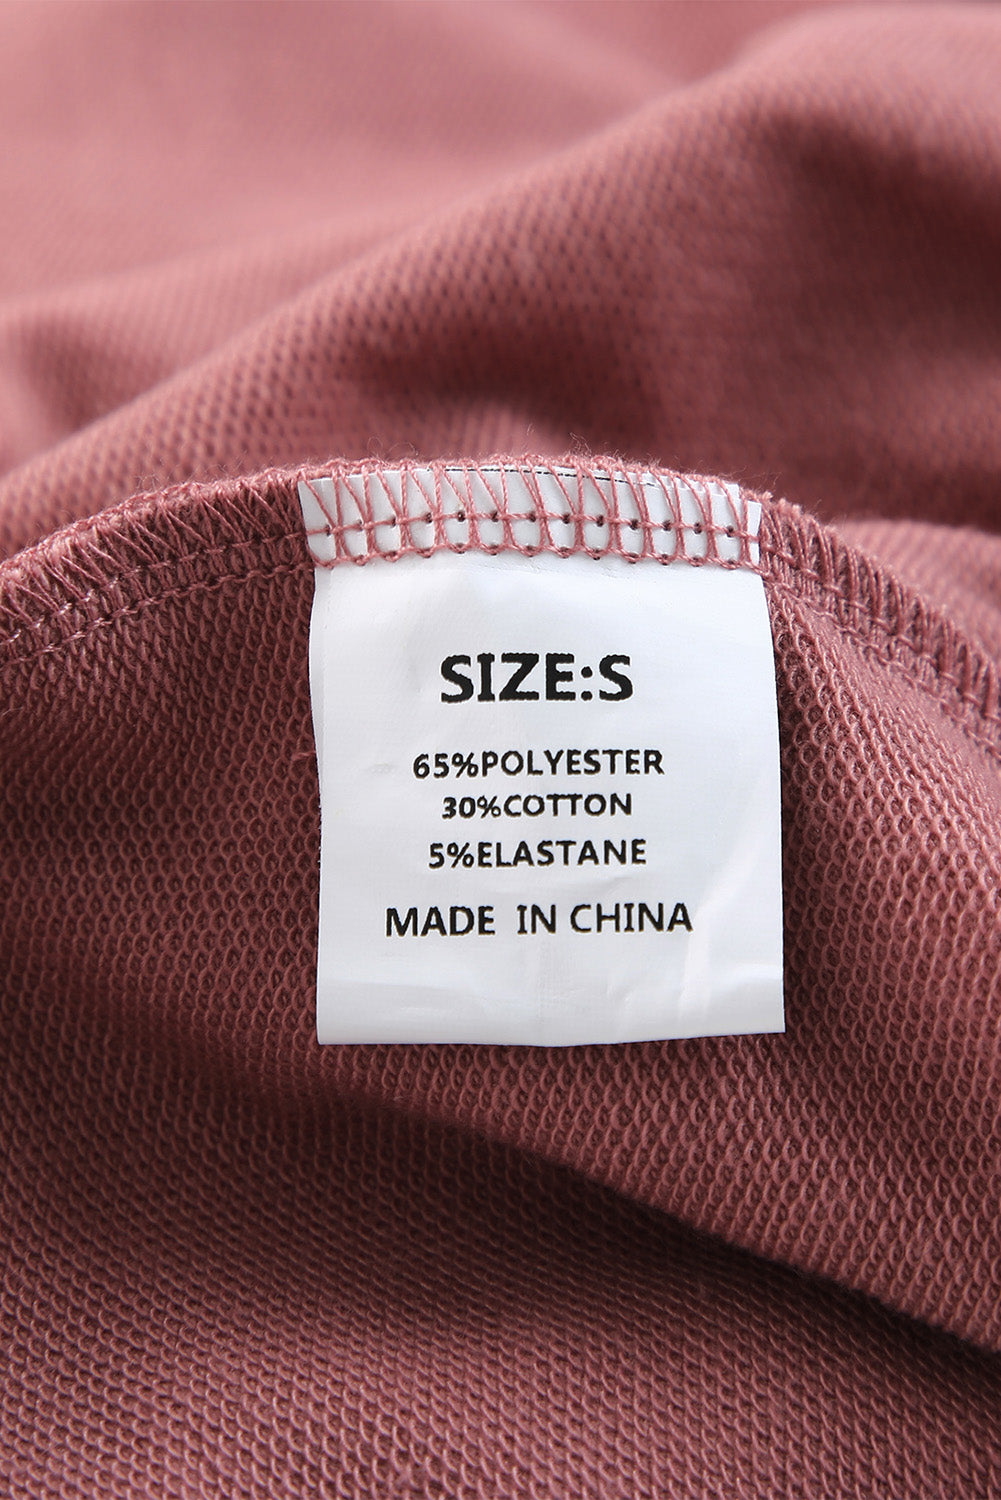 SIZE:S
65%POLYESTER
30%COTTON
5%ELASTANE
MADE IN CHINA